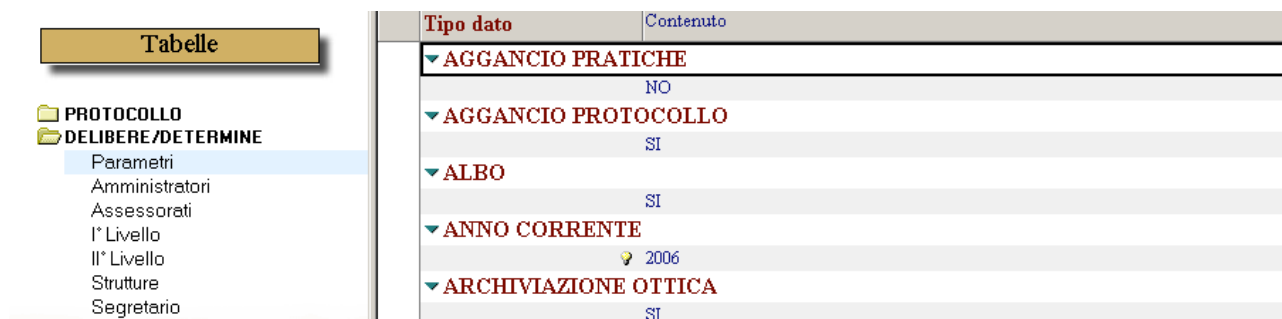 Tabelle
PROTOCOLLO
DELIBERE/DETERMINE
Parametri
Amministratori
Assessorati
I° Livello
II° Livello
Strutture
Segretario
Tipo dato Contenuto
AGGANCIO PRATICHE
NO
AGGANCIO PROTOCOLLO
SI
ALBO
SI
ANNO CORRENTE
2006
ARCHIVIAZIONE OTTICA
SI